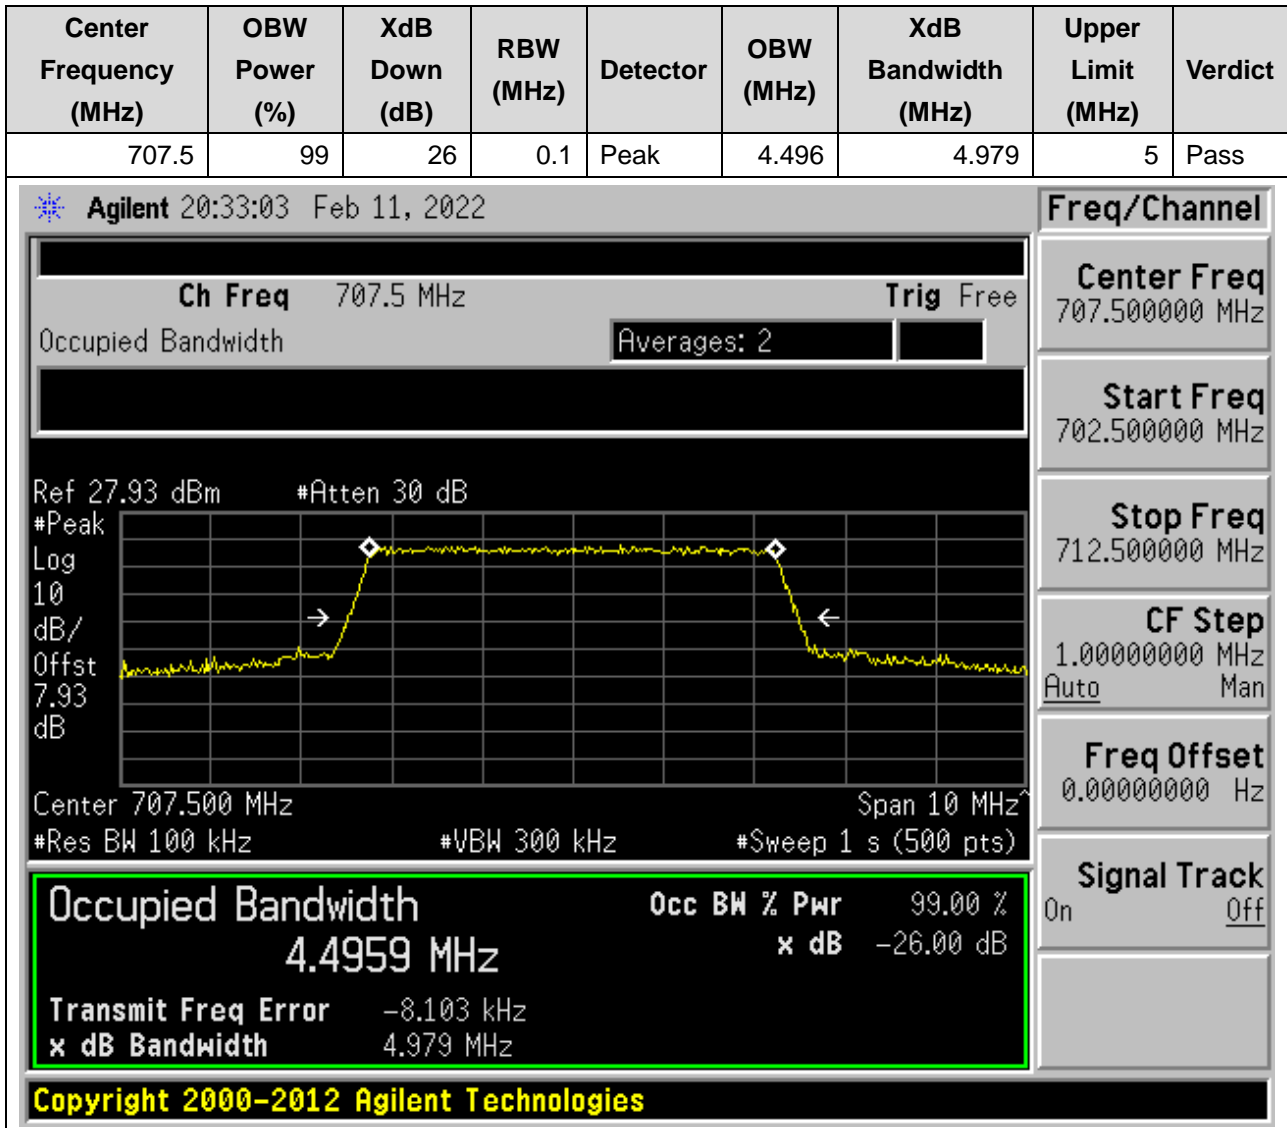 Center Frequency (MHz) OBW Power (%) XdB Down (dB) RBW (MHz) Detector OBW (MHz) XdB Bandwidth (MHz) Upper Limit (MHz) Verdict
707.5 99 26 0.1 Peak 4.496 4.979 5 Pass
Agilent 20:33:03 Feb 11, 2022
Freq/Channel
Ch Freq 707.5 MHz Trig Free
Occupied Bandwidth Averages: 2
Ref 27.93 dBm #Atten 30 dB
#Peak
Log
10
dB/
Offst
7.93
dB
Center 707.500 MHz Span 10 MHz^
#Res BW 100 kHz #VBW 300 kHz #Sweep 1 s (500 pts)
Occupied Bandwidth Occ BW % Pwr 99.00 %
4.4959 MHz x dB -26.00 dB
Transmit Freq Error -8.103 kHz
x dB Bandwidth 4.979 MHz
Copyright 2000-2012 Agilent Technologies
Center Freq
707.500000 MHz
Start Freq
702.500000 MHz
Stop Freq
712.500000 MHz
CF Step
1.00000000 MHz
Auto Man
Freq Offset
0.00000000 Hz
Signal Track
On Off